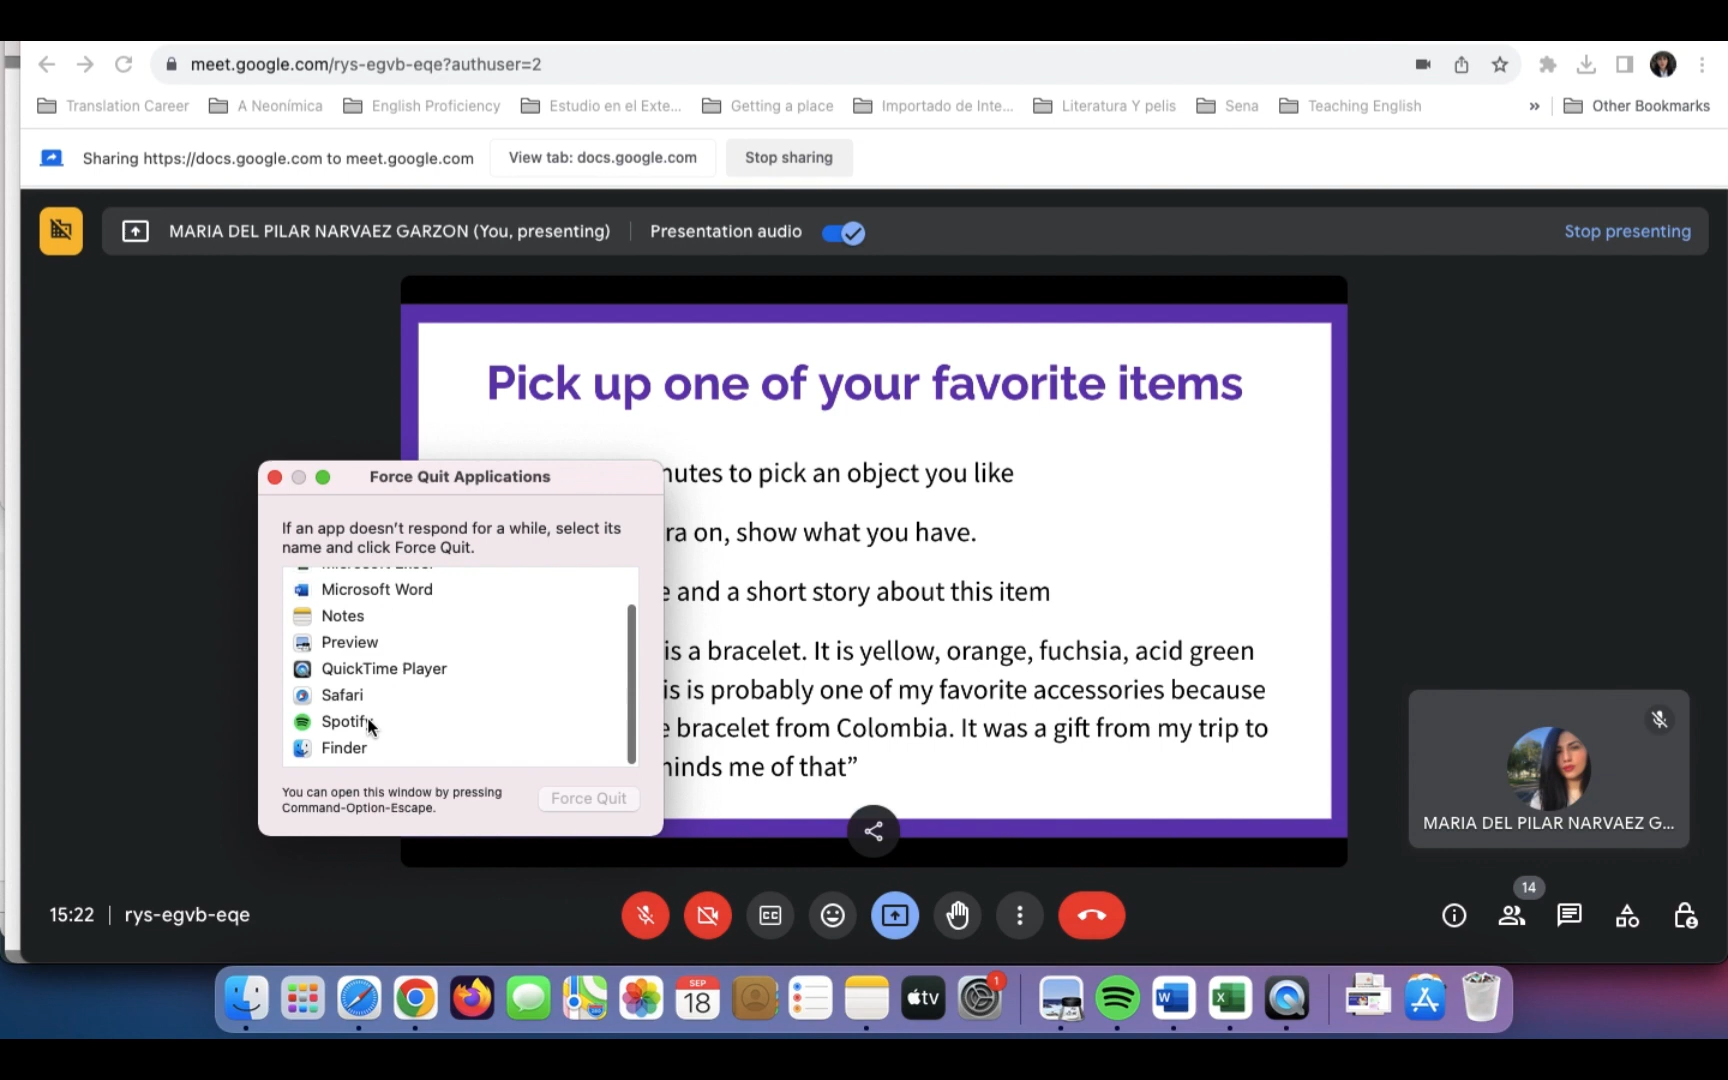 meet.google.com/rys-egvb-eqe?authuser=2
Translation Career
A Neonímica
English Proficiency
Estudio en el Exte...
Getting a place
Importado de Inte...
Literatura Y pelis
Sena
Teaching English
»
Other Bookmarks
Sharing https://docs.google.com to meet.google.com
View tab: docs.google.com
Stop sharing
MARIA DEL PILAR NARVAEZ GARZON (You, presenting)
Presentation audio
Stop presenting
Pick up one of your favorite items
nutes to pick an object you like
ra on, show what you have.
e and a short story about this item
is a bracelet. It is yellow, orange, fuchsia, acid green
is is probably one of my favorite accessories because
e bracelet from Colombia. It was a gift from my trip to
ninds me of that”
Force Quit Applications
If an app doesn’t respond for a while, select its
name and click Force Quit.
Microsoft Excel
Microsoft Word
Notes
Preview
QuickTime Player
Safari
Spotify
Finder
You can open this window by pressing
Command-Option-Escape.
Force Quit
MARIA DEL PILAR NARVAEZ G...
15:22
rys-egvb-eqe
14
SEP
18
tv
1